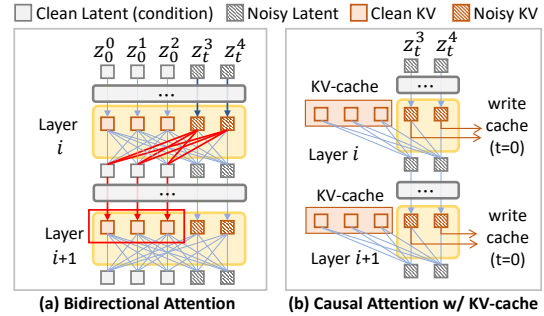 Clean Latent (condition) Noisy Latent Clean KV Noisy KV
z_0^0 z_0^1 z_0^2 z_t^3 z_t^4
...
Layer
i
...
Layer
i+1
(a) Bidirectional Attention
z_t^3 z_t^4
...
KV-cache
write
cache
(t=0)
Layer i
...
KV-cache
write
cache
(t=0)
Layer i+1
(b) Causal Attention w/ KV-cache